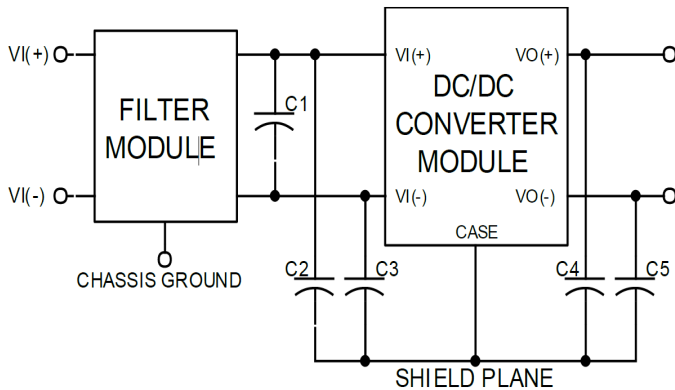 VI(+)
VI(-)
FILTER
MODULE
CHASSIS GROUND
C1
C2
C3
VI(+)
VO(+)
DC/DC
CONVERTER
MODULE
VI(-)
VO(-)
CASE
C4
C5
SHIELD PLANE